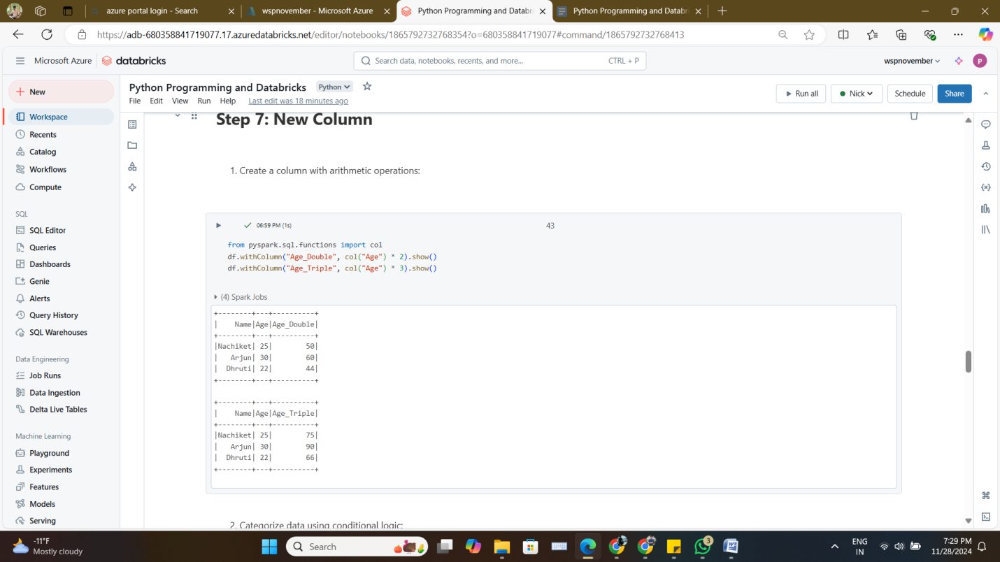 azure portal login - Search
wspnovember - Microsoft Azure
Python Programming and Databr
Python Programming and Databr
https://adb-680358841719077.17.azuredatabricks.net/editor/notebooks/1865792732768354?o=680358841719077#command/1865792732768413
Microsoft Azure
databricks
Search data, notebooks, recents, and more...
CTRL + P
wspnovember
P
New
Workspace
Recents
Catalog
Workflows
Compute
SQL
SQL Editor
Queries
Dashboards
Genie
Alerts
Query History
SQL Warehouses
Data Engineering
Job Runs
Data Ingestion
Delta Live Tables
Machine Learning
Playground
Experiments
Features
Models
Serving
Python Programming and Databricks
Python
File Edit View Run Help Last edit was 18 minutes ago
Run all
Nick
Schedule
Share
Step 7: New Column
1. Create a column with arithmetic operations:
06:59 PM (1s)
43
from pyspark.sql.functions import col
df.withColumn("Age_Double", col("Age") * 2).show()
df.withColumn("Age_Triple", col("Age") * 3).show()
(4) Spark Jobs
+--------+---+----------+
|    Name|Age|Age_Double|
+--------+---+----------+
|Nachiket| 25|        50|
|   Arjun| 30|        60|
|  Dhruti| 22|        44|
+--------+---+----------+
+--------+---+----------+
|    Name|Age|Age_Triple|
+--------+---+----------+
|Nachiket| 25|        75|
|   Arjun| 30|        90|
|  Dhruti| 22|        66|
+--------+---+----------+
2. Categorize data using conditional logic:
-11°F
Mostly cloudy
Search
3
ENG
IN
7:29 PM
11/28/2024